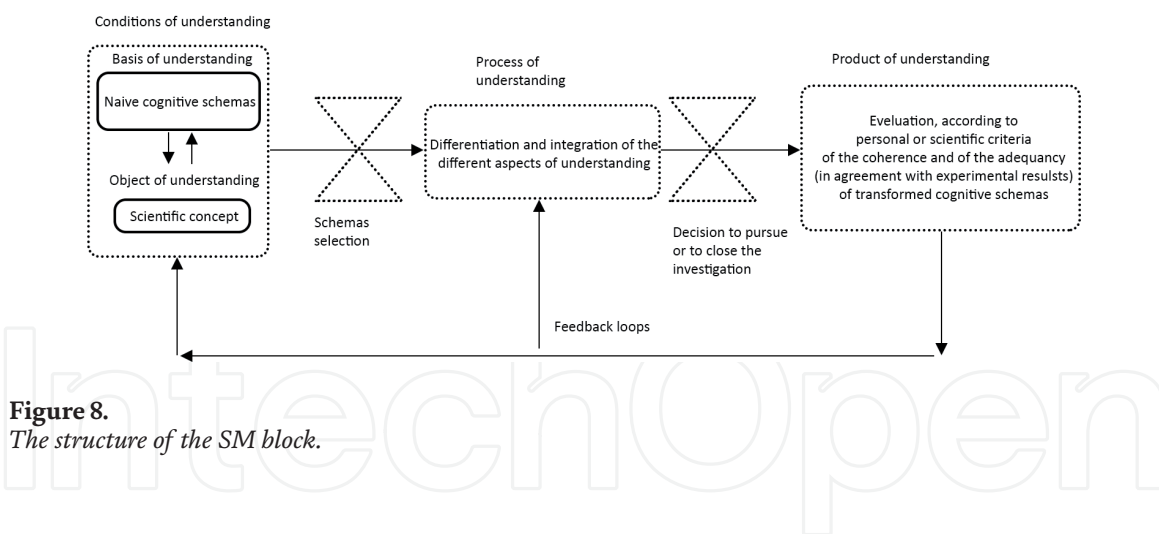 Conditions of understanding
Basis of understanding
Naive cognitive schemas
Object of understanding
Scientific concept
Schemas
selection
Process of
understanding
Differentiation and integration of the
different aspects of understanding
Decision to pursue
or to close the
investigation
Product of understanding
Eveluation, according to
personal or scientific criteria
of the coherence and of the adequancy
(in agreement with experimental resulsts)
of transformed cognitive schemas
Feedback loops
Figure 8.
The structure of the SM block.
IntechOpen